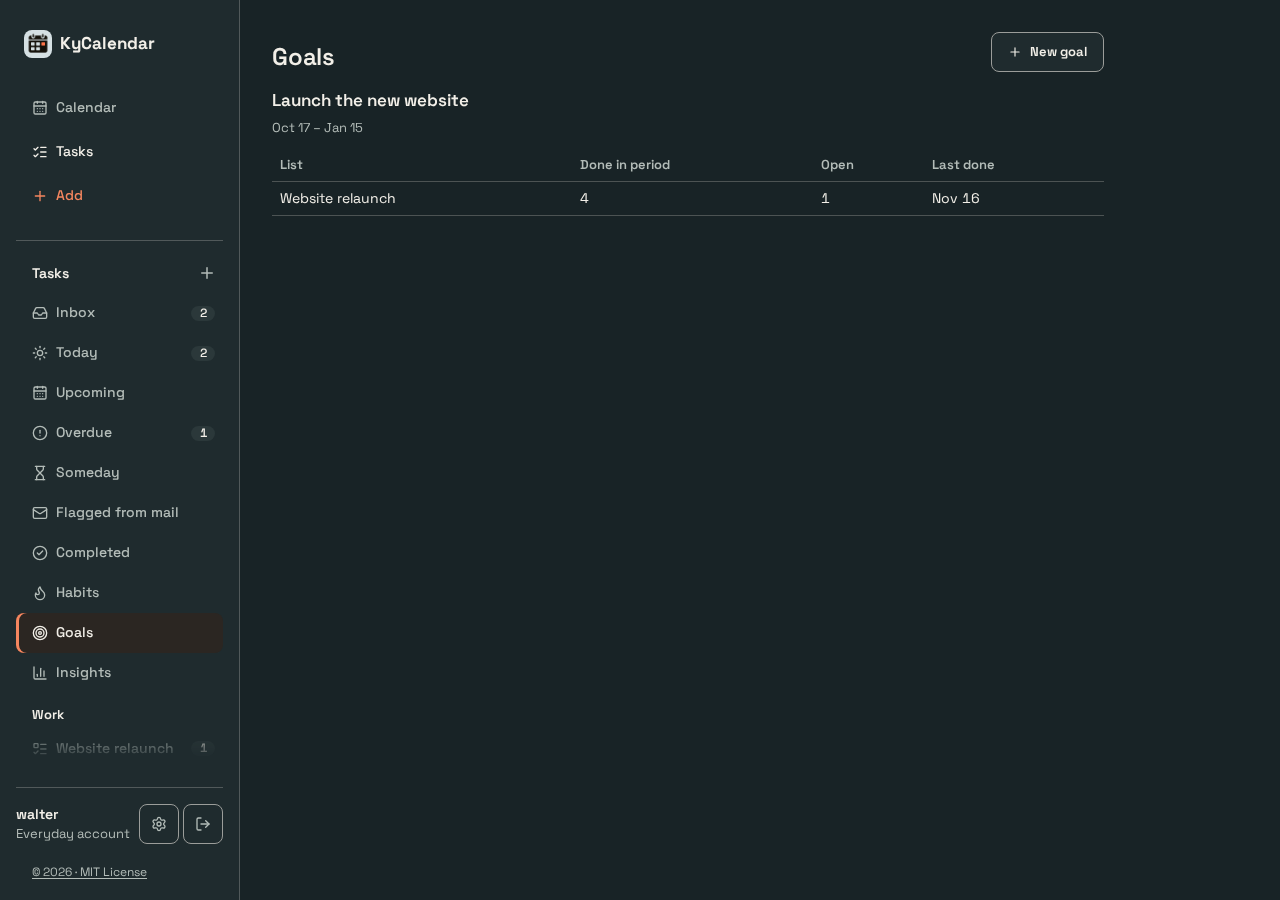 KyCalendar
Calendar
Tasks
Add
Tasks
Inbox 2
Today 2
Upcoming
Overdue 1
Someday
Flagged from mail
Completed
Habits
Goals
Insights
Work
Website relaunch 1
walter
Everyday account
© 2026 · MIT License
Goals
New goal
Launch the new website
Oct 17 – Jan 15
List Done in period Open Last done
Website relaunch 4 1 Nov 16